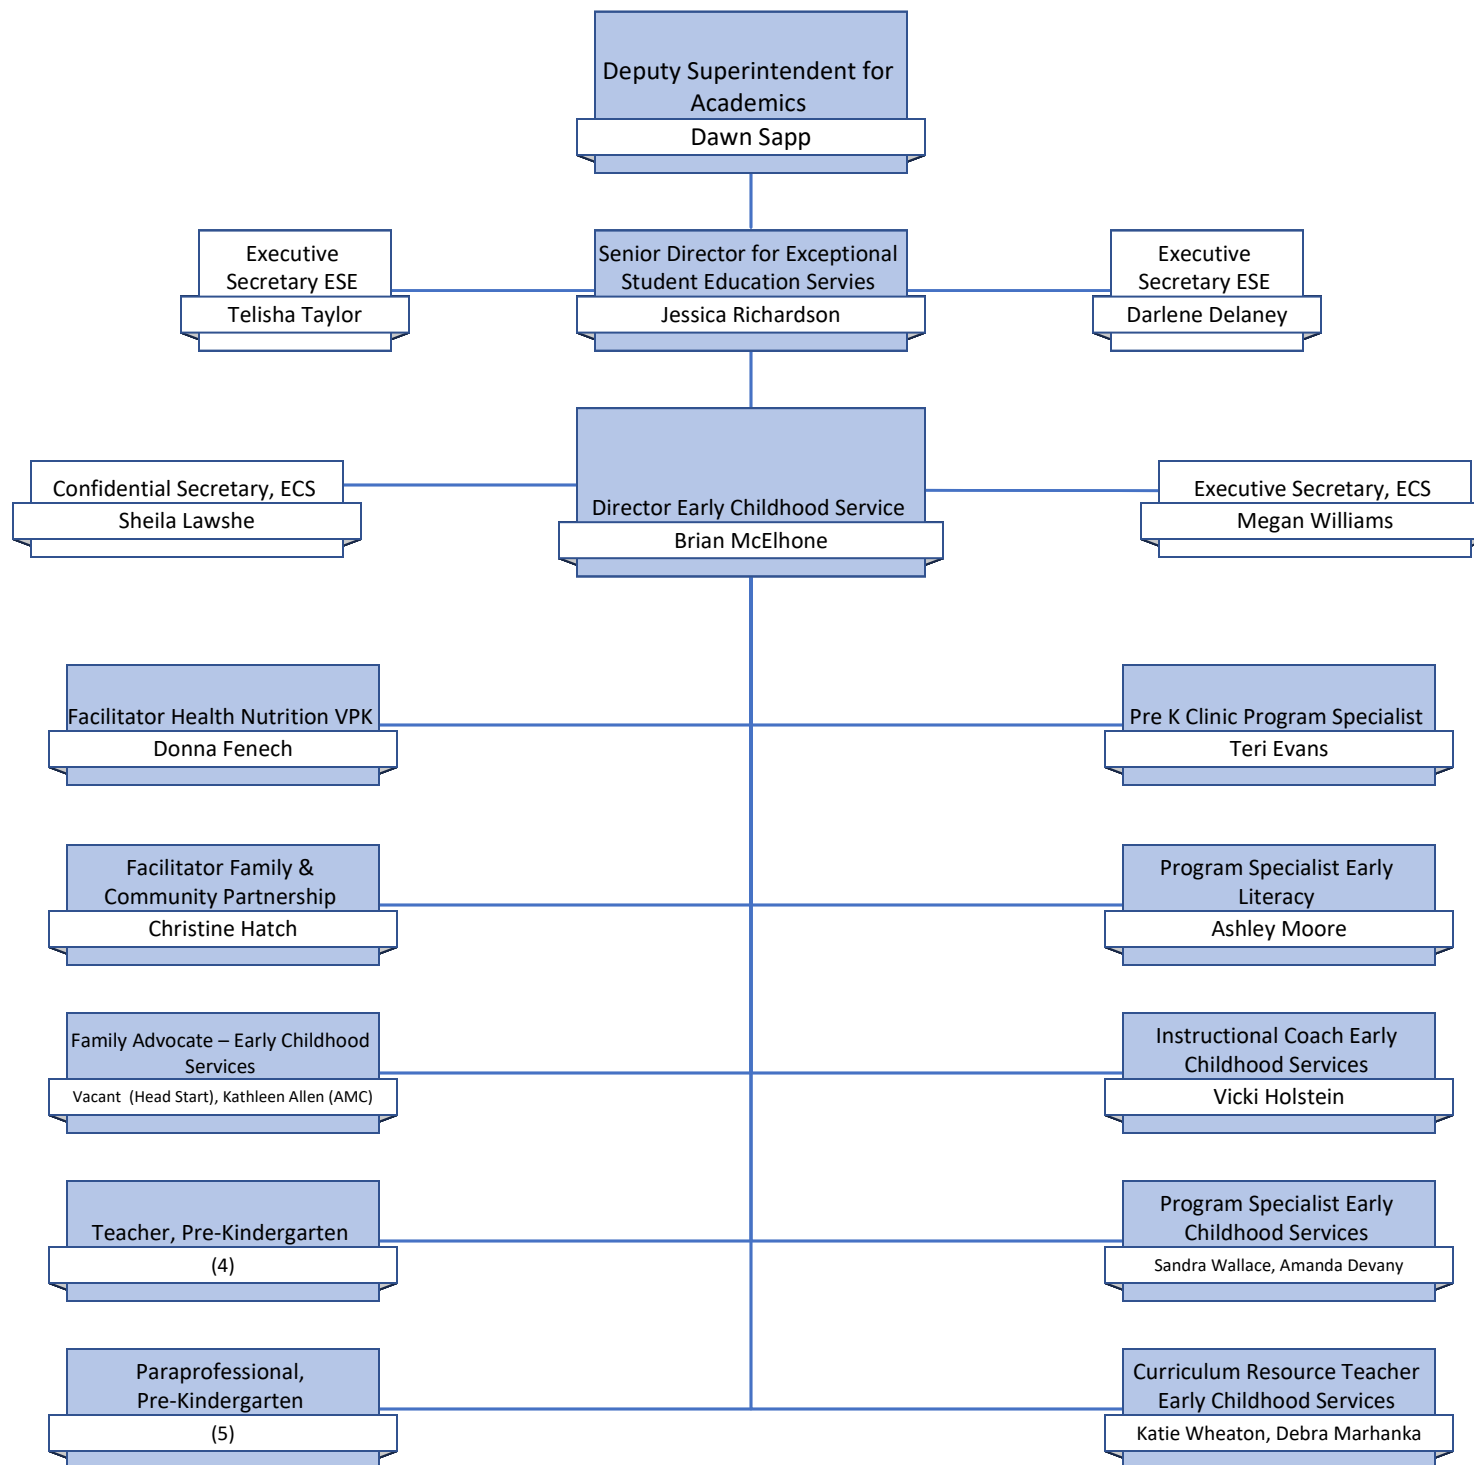 Deputy Superintendent for
Academics
Dawn Sapp
Executive
Secretary ESE
Telisha Taylor
Senior Director for Exceptional
Student Education Servies
Jessica Richardson
Executive
Secretary ESE
Darlene Delaney
Confidential Secretary, ECS
Sheila Lawshe
Director Early Childhood Service
Brian McElhone
Executive Secretary, ECS
Megan Williams
Facilitator Health Nutrition VPK
Donna Fenech
Pre K Clinic Program Specialist
Teri Evans
Facilitator Family &
Community Partnership
Christine Hatch
Program Specialist Early
Literacy
Ashley Moore
Family Advocate – Early Childhood
Services
Vacant (Head Start), Kathleen Allen (AMC)
Instructional Coach Early
Childhood Services
Vicki Holstein
Teacher, Pre-Kindergarten
(4)
Program Specialist Early
Childhood Services
Sandra Wallace, Amanda Devany
Paraprofessional,
Pre-Kindergarten
(5)
Curriculum Resource Teacher
Early Childhood Services
Katie Wheaton, Debra Marhanka